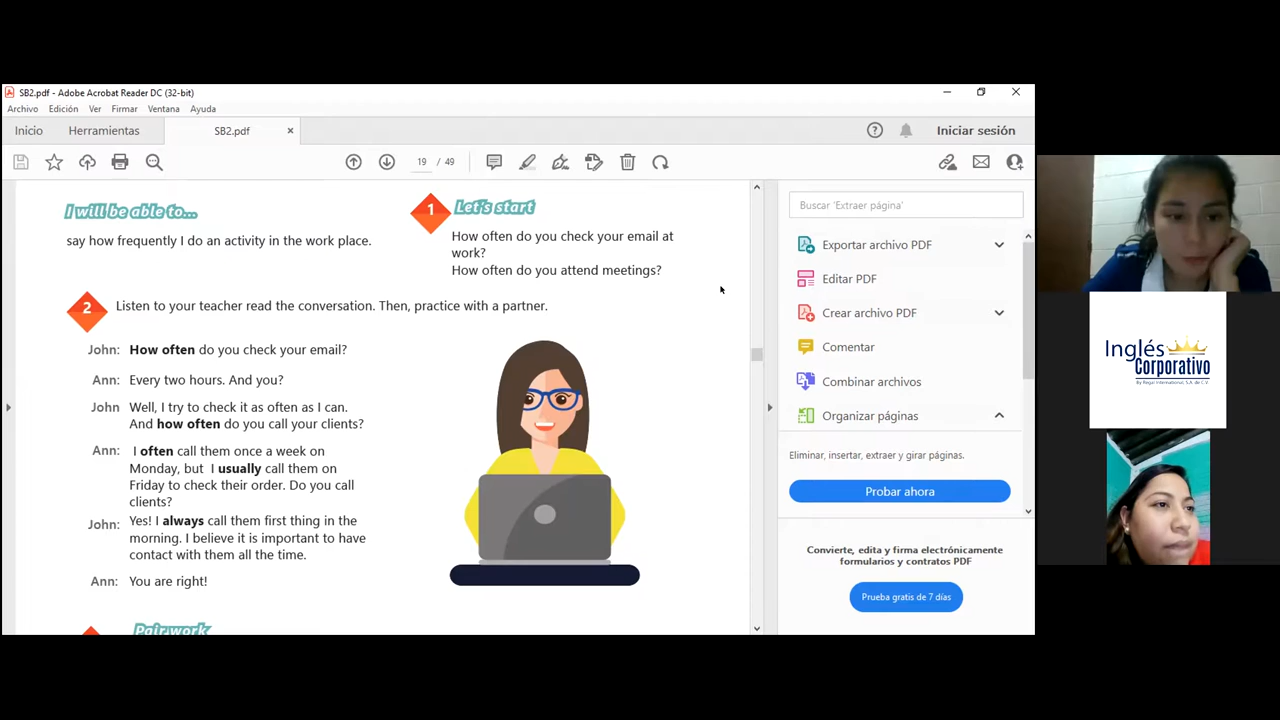 SB2.pdf - Adobe Acrobat Reader DC (32-bit)
Archivo Edición Ver Firmar Ventana Ayuda
Inicio Herramientas SB2.pdf Iniciar sesión
19 / 49
I will be able to...
say how frequently I do an activity in the work place.
1 Let's start
How often do you check your email at
work?
How often do you attend meetings?
2 Listen to your teacher read the conversation. Then, practice with a partner.
John: How often do you check your email?
Ann: Every two hours. And you?
John Well, I try to check it as often as I can.
And how often do you call your clients?
Ann: I often call them once a week on
Monday, but I usually call them on
Friday to check their order. Do you call
clients?
John: Yes! I always call them first thing in the
morning. I believe it is important to have
contact with them all the time.
Ann: You are right!
Pair work
Buscar 'Extraer página'
Exportar archivo PDF
Editar PDF
Crear archivo PDF
Comentar
Combinar archivos
Organizar páginas
Eliminar, insertar, extraer y girar páginas.
Probar ahora
Convierte, edita y firma electrónicamente
formularios y contratos PDF
Prueba gratis de 7 días
Inglés
Corporativo
By Regal International, S.A. de C.V.